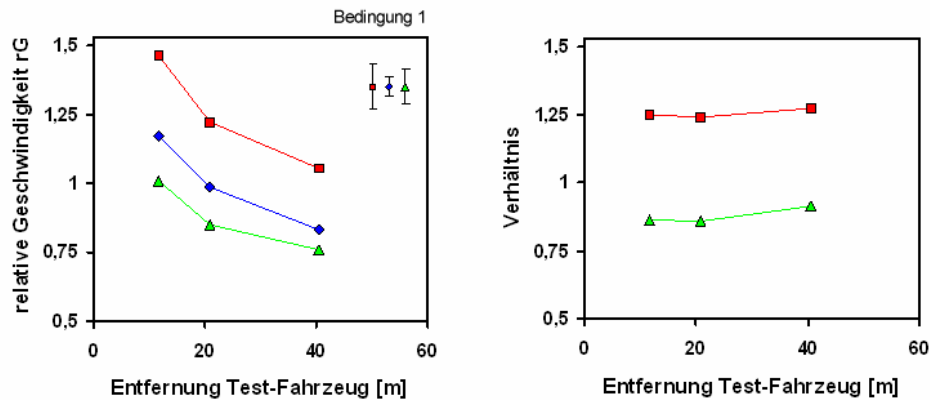 Bedingung 1
relative Geschwindigkeit rG
1,5
1,25
1
0,75
0,5
0 20 40 60
Entfernung Test-Fahrzeug [m]
Verhältnis
1,5
1,25
1
0,75
0,5
0 20 40 60
Entfernung Test-Fahrzeug [m]